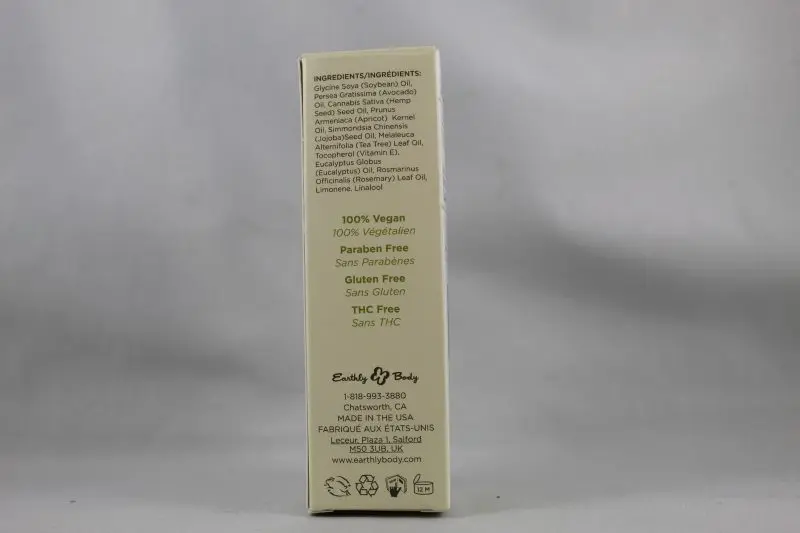 INGREDIENTS/INGRÉDIENTS:
Glycine Soya (Soybean) Oil,
Persea Gratissima (Avocado)
Oil, Cannabis Sativa (Hemp
Seed) Seed Oil, Prunus
Armeniaca (Apricot) Kernel
Oil, Simmondsia Chinensis
(Jojoba)Seed Oil, Melaleuca
Alternifolia (Tea Tree) Leaf Oil,
Tocopherol (Vitamin E),
Eucalyptus Globus
(Eucalyptus) Oil, Rosmarinus
Officinalis (Rosemary) Leaf Oil,
Limonene, Linalool
100% Vegan
100% Végétalien
Paraben Free
Sans Parabènes
Gluten Free
Sans Gluten
THC Free
Sans THC
Earthly Body
1-818-993-3880
Chatsworth, CA
MADE IN THE USA
FABRIQUÉ AUX ÉTATS-UNIS
Leceur, Plaza 1, Salford
M50 3UB, UK
www.earthlybody.com
12 M